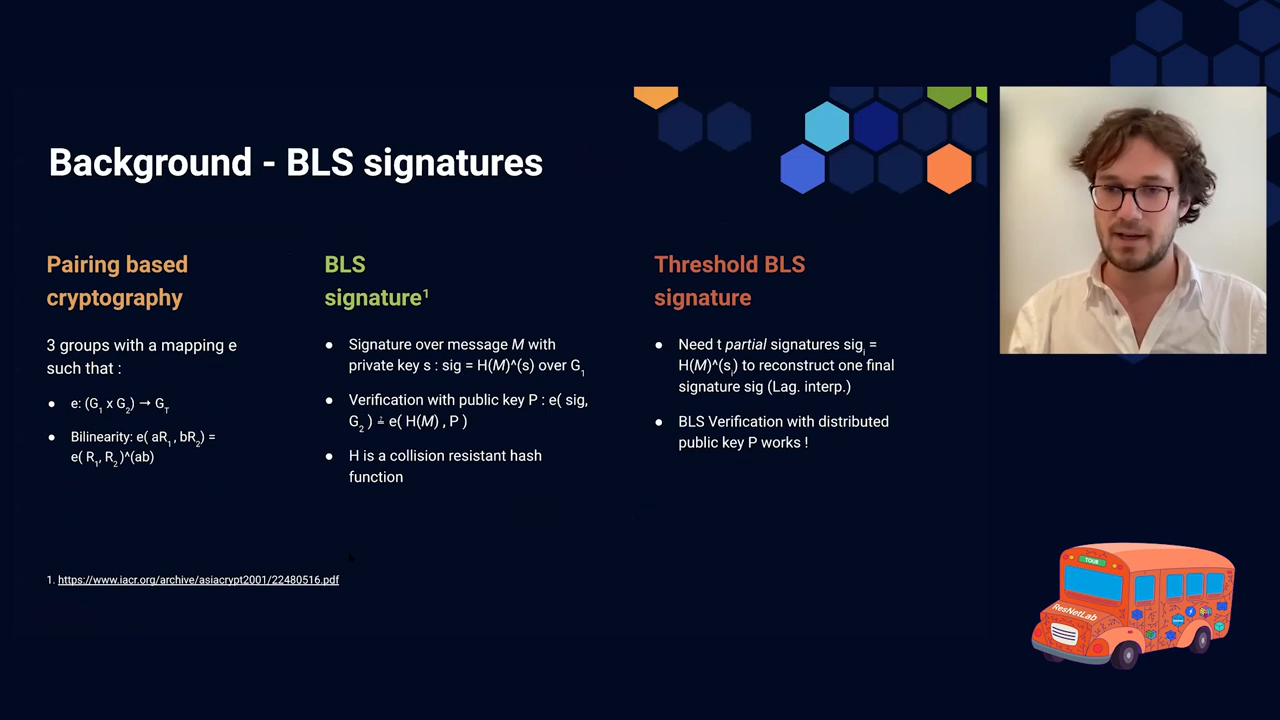 Background - BLS signatures
Pairing based
cryptography
3 groups with a mapping e
such that :
● e: (G₁ x G₂) → G_T
● Bilinearity: e( aR₁ , bR₂) =
e( R₁, R₂ )^(ab)
BLS
signature¹
● Signature over message M with
private key s : sig = H(M)^(s) over G₁
● Verification with public key P : e( sig,
G₂ ) ≟ e( H(M) , P )
● H is a collision resistant hash
function
Threshold BLS
signature
● Need t partial signatures sigᵢ =
H(M)^(sᵢ) to reconstruct one final
signature sig (Lag. interp.)
● BLS Verification with distributed
public key P works !
1. https://www.iacr.org/archive/asiacrypt2001/22480516.pdf
TOUR
ResNetLab